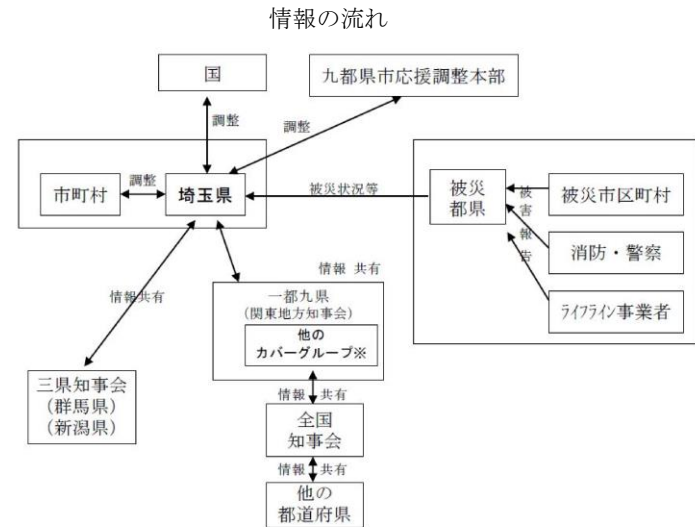 情報の流れ
国
九都県市応援調整本部
調整
調整
市町村
調整
埼玉県
被災状況等
被災
都県
被害報告
被災市区町村
消防・警察
ライフライン事業者
情報共有
情報 共有
一都九県
(関東地方知事会)
他の
カバーグループ※
三県知事会
(群馬県)
(新潟県)
情報 共有
全国
知事会
情報 共有
他の
都道府県